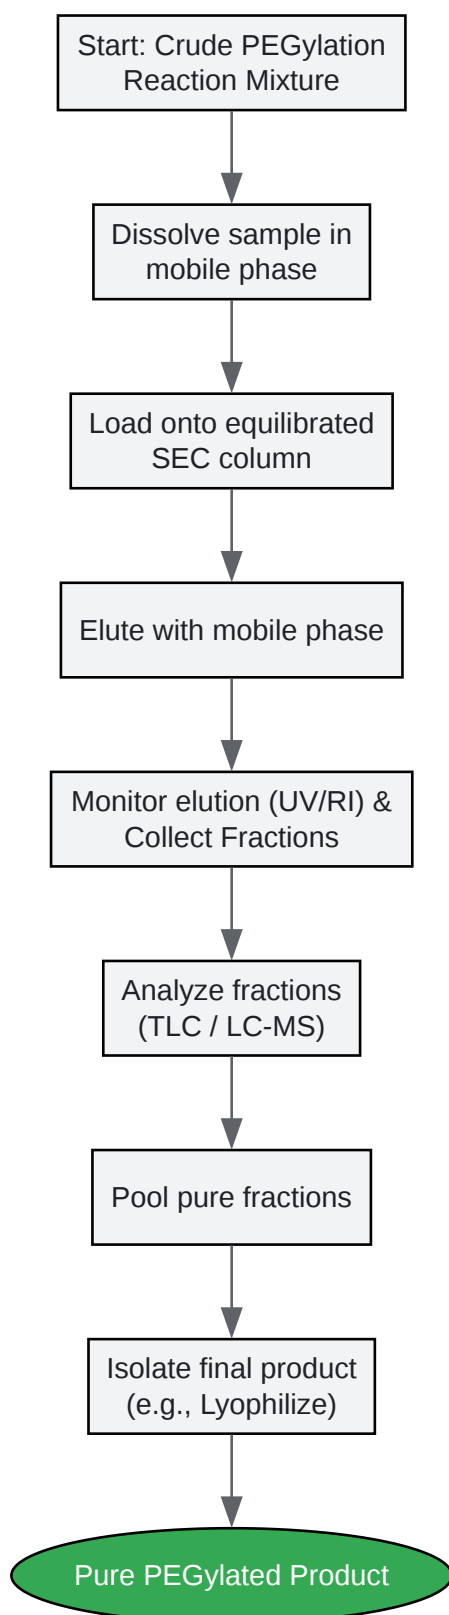 Start: Crude PEGylation
Reaction Mixture
Dissolve sample in
mobile phase
Load onto equilibrated
SEC column
Elute with mobile phase
Monitor elution (UV/RI) &
Collect Fractions
Analyze fractions
(TLC / LC-MS)
Pool pure fractions
Isolate final product
(e.g., Lyophilize)
Pure PEGylated Product